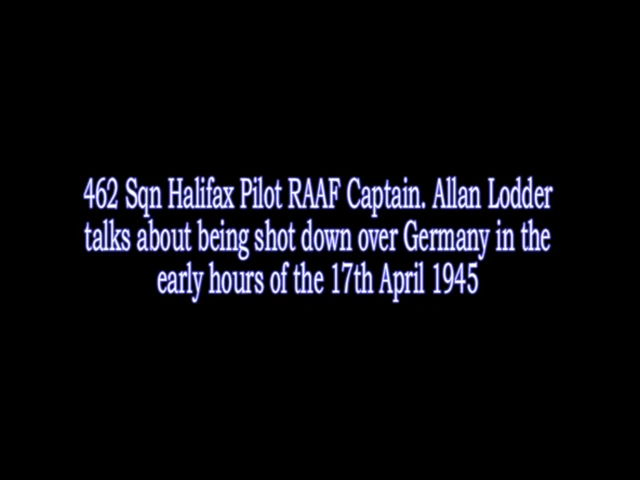 462 Sqn Halifax Pilot RAAF Captain. Allan Lodder
talks about being shot down over Germany in the
early hours of the 17th April 1945